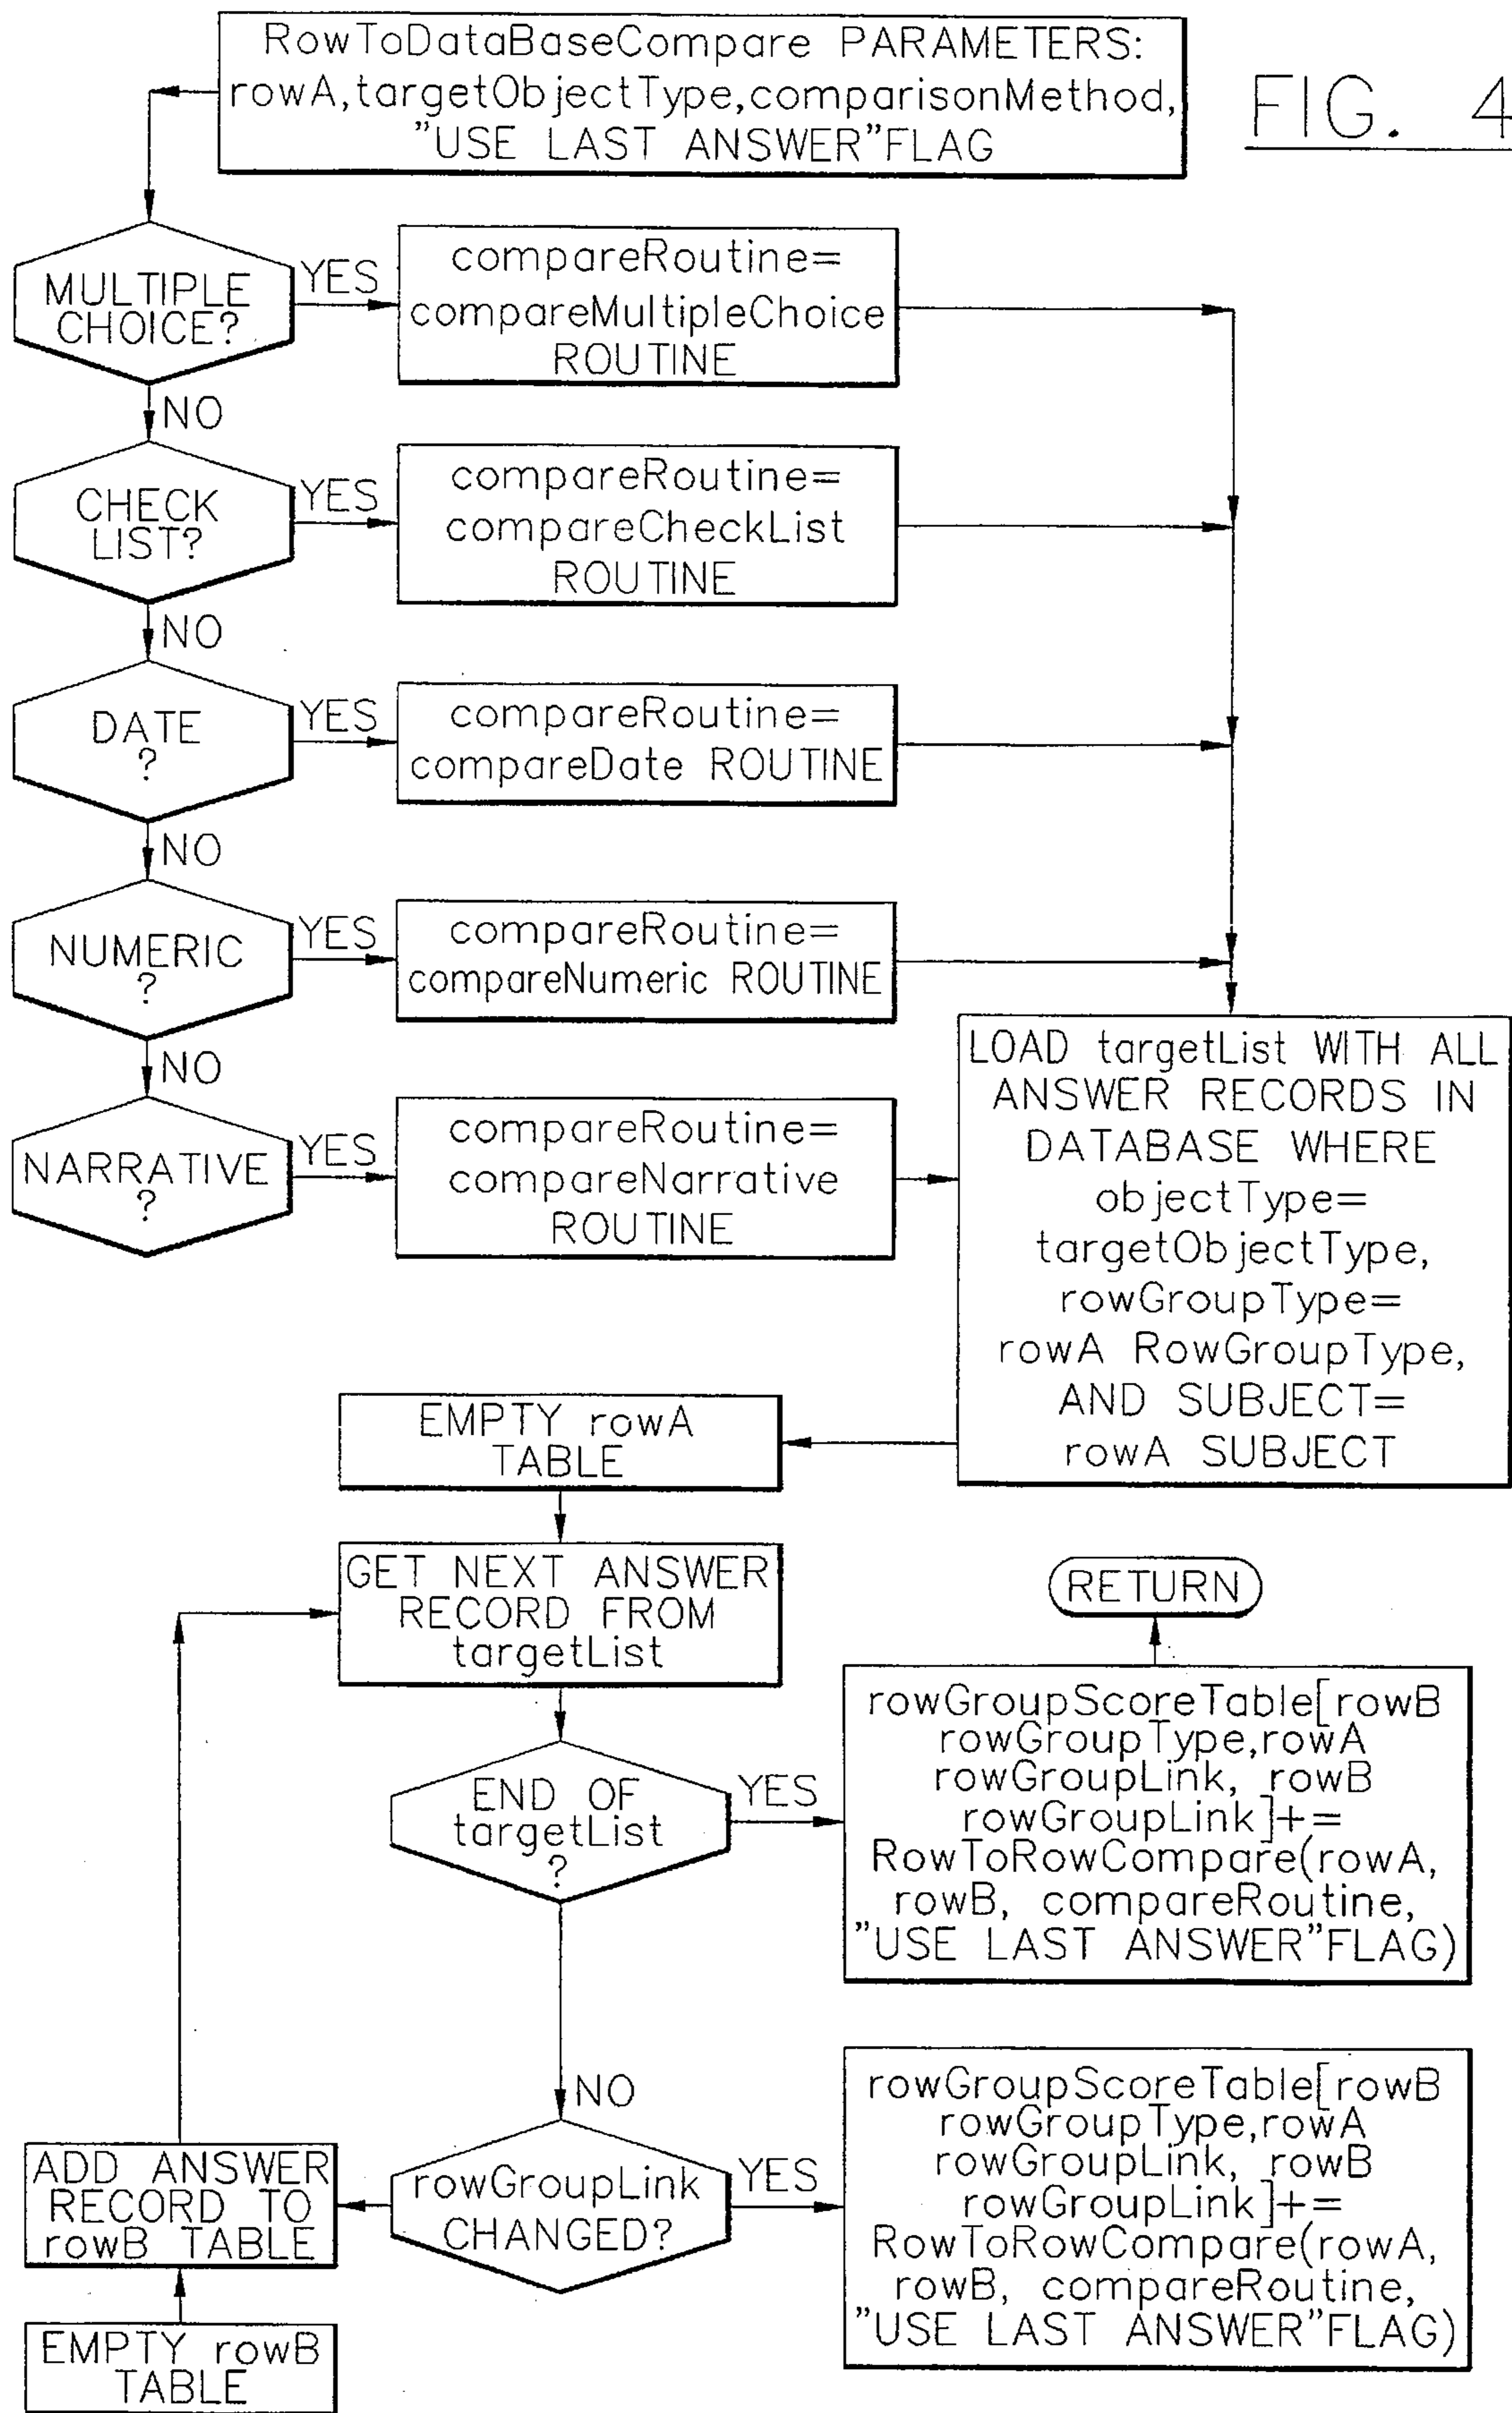 RowToDataBaseCompare PARAMETERS:
rowA,targetObjectType,comparisonMethod,
"USE LAST ANSWER"FLAG
FIG. 4
MULTIPLE
CHOICE?
YES
compareRoutine=
compareMultipleChoice
ROUTINE
NO
CHECK
LIST?
YES
compareRoutine=
compareCheckList
ROUTINE
NO
DATE
?
YES
compareRoutine=
compareDate ROUTINE
NO
NUMERIC
?
YES
compareRoutine=
compareNumeric ROUTINE
NO
NARRATIVE
?
YES
compareRoutine=
compareNarrative
ROUTINE
LOAD targetList WITH ALL
ANSWER RECORDS IN
DATABASE WHERE
objectType=
targetObjectType,
rowGroupType=
rowA RowGroupType,
AND SUBJECT=
rowA SUBJECT
EMPTY rowA
TABLE
GET NEXT ANSWER
RECORD FROM
targetList
RETURN
END OF
targetList
?
YES
rowGroupScoreTable[rowB
rowGroupType,rowA
rowGroupLink, rowB
rowGroupLink]+=
RowToRowCompare(rowA,
rowB, compareRoutine,
"USE LAST ANSWER"FLAG)
NO
rowGroupLink
CHANGED?
YES
rowGroupScoreTable[rowB
rowGroupType,rowA
rowGroupLink, rowB
rowGroupLink]+=
RowToRowCompare(rowA,
rowB, compareRoutine,
"USE LAST ANSWER"FLAG)
ADD ANSWER
RECORD TO
rowB TABLE
EMPTY rowB
TABLE